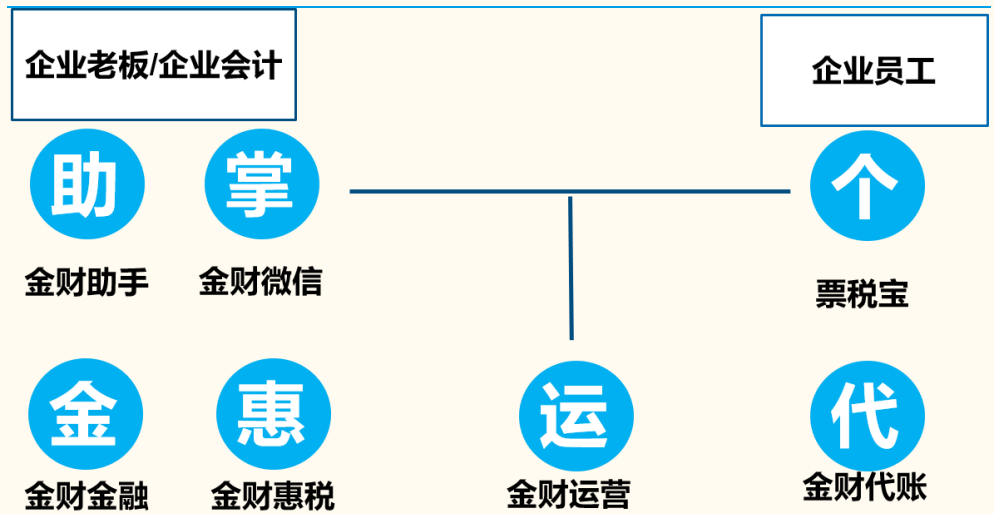 企业老板/企业会计
企业员工
助
掌
个
金财助手
金财微信
票税宝
金
惠
运
代
金财金融
金财惠税
金财运营
金财代账